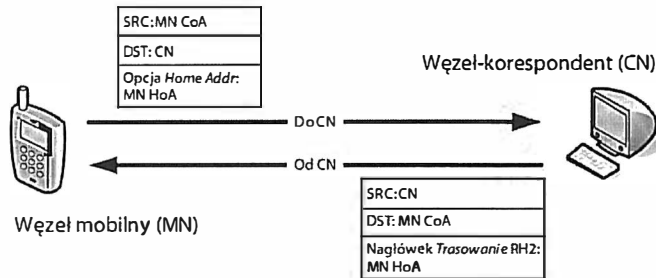 SRC:MN CoA
DST: CN
Opcja Home Addr:
MN HoA
Węzeł-korespondent (CN)
Do CN
Od CN
Węzeł mobilny (MN)
SRC:CN
DST: MN CoA
Nagłówek Trasowanie RH2:
MN HoA